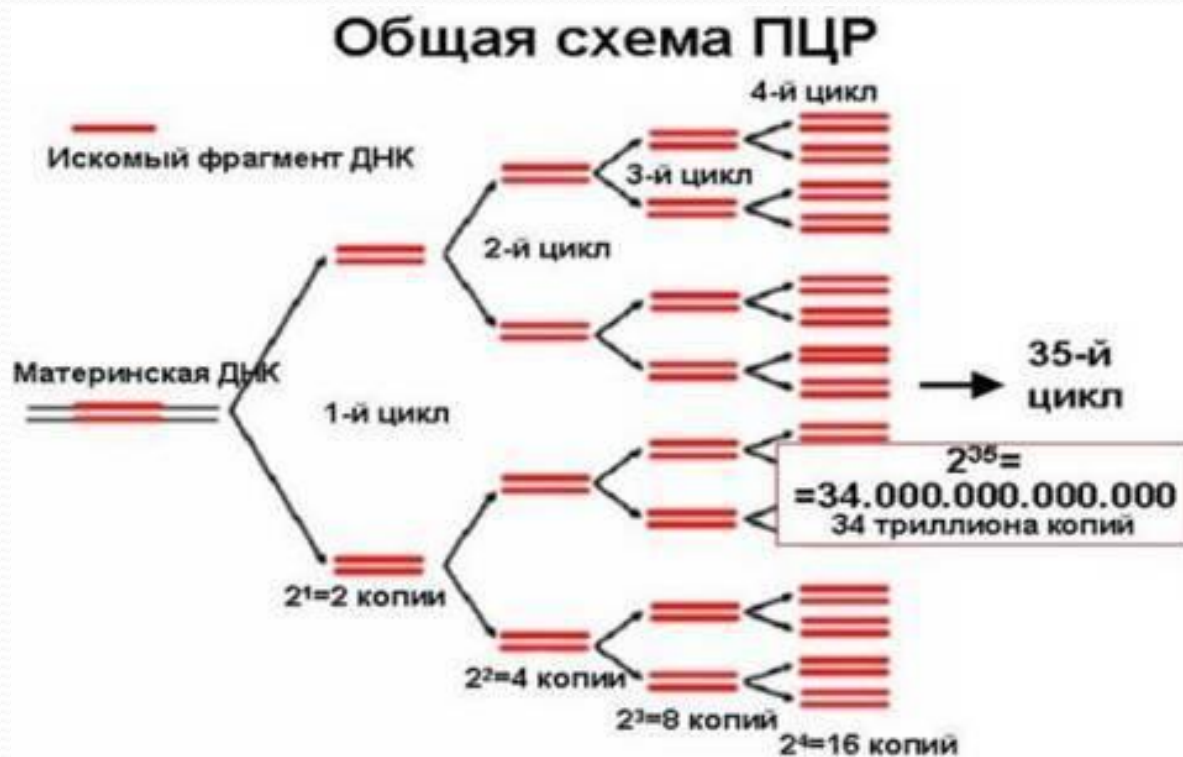 Общая схема ПЦР
4-й цикл
Искомый фрагмент ДНК
3-й цикл
2-й цикл
Материнская ДНК
1-й цикл
35-й
цикл
2³⁵=
=34.000.000.000.000
34 триллиона копий
2¹=2 копии
2²=4 копии
2³=8 копий
2⁴=16 копий